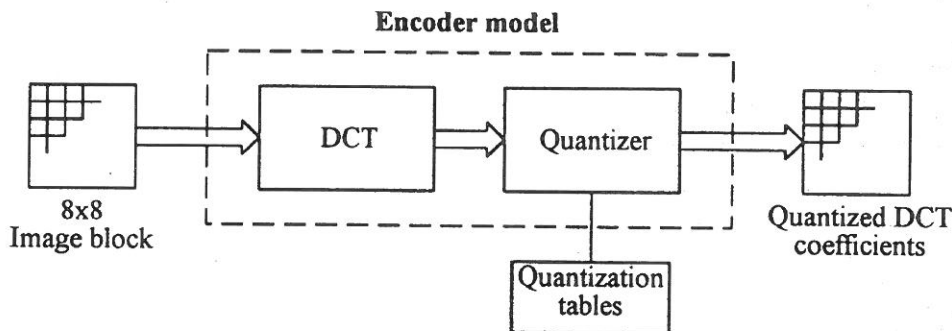 Encoder model
DCT
Quantizer
8x8
Image block
Quantized DCT
coefficients
Quantization
tables